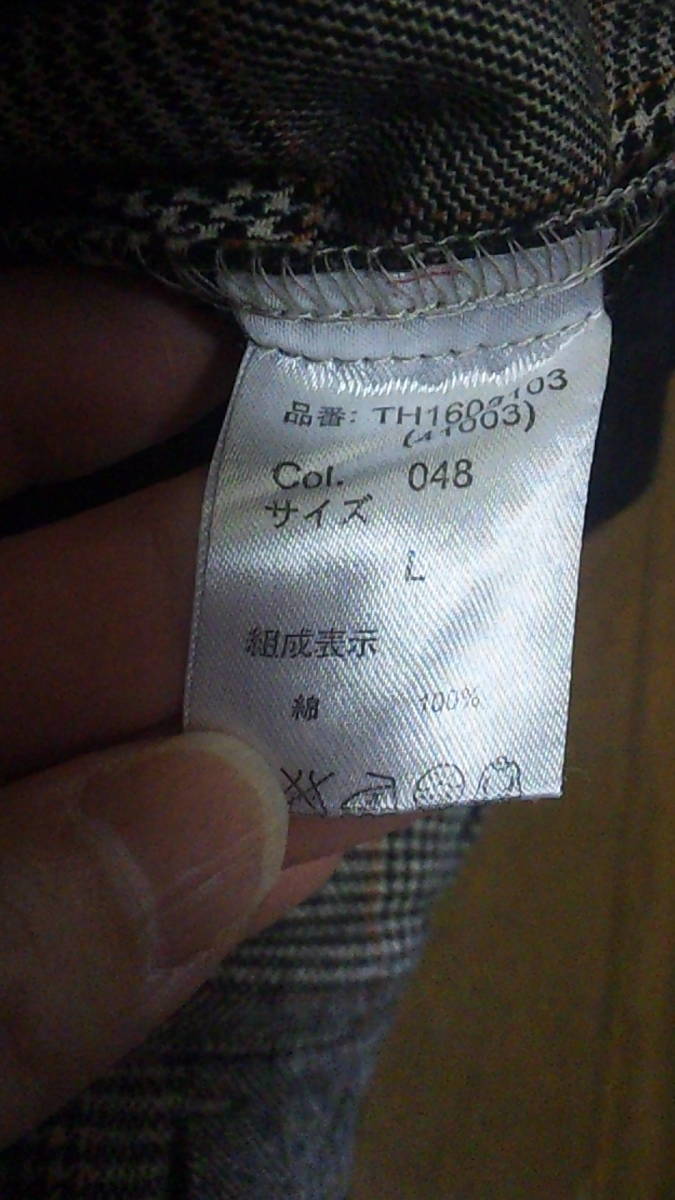 品番:
Col. 048
サイズ
L
組成表示
綿 100%